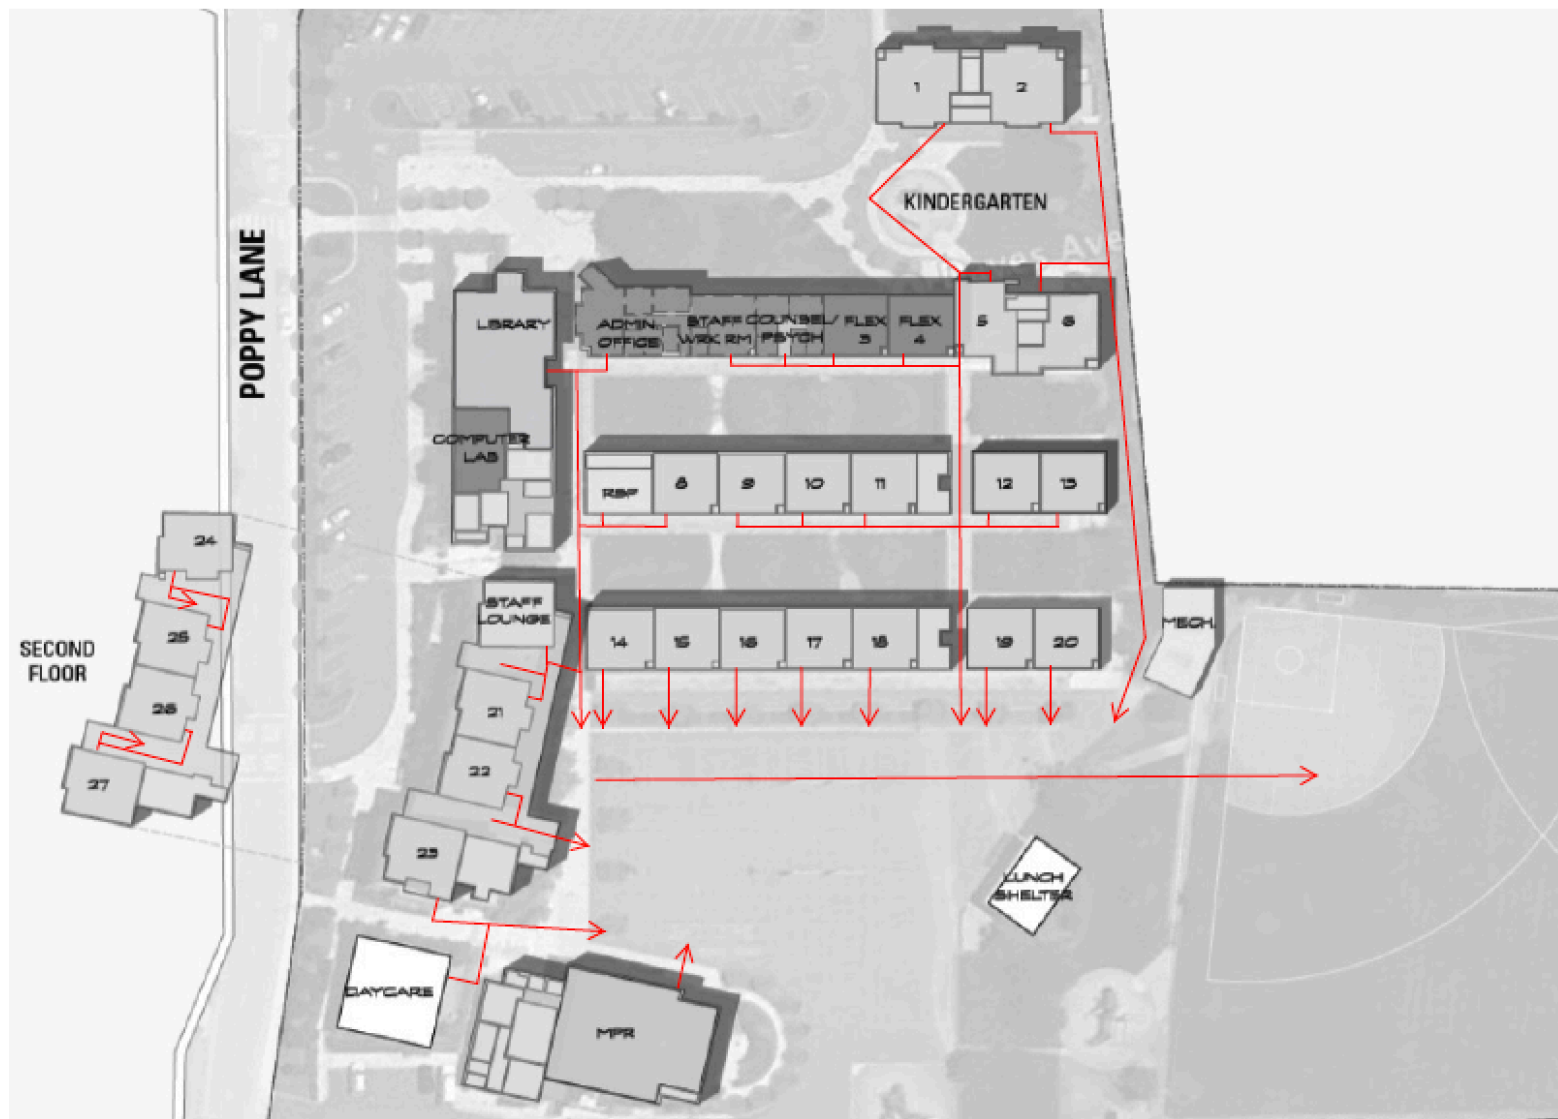 1
2
KINDERGARTEN
POPPY LANE
LIBRARY
ADMIN.
OFFICE
STAFF
WRK RM
COUNSEL/
PSYCH
FLEX
3
FLEX
4
5
6
COMPUTER
LAB
RSP
8
9
10
11
12
13
24
25
26
27
SECOND
FLOOR
STAFF
LOUNGE
14
15
16
17
18
19
20
MECH.
21
22
23
LUNCH
SHELTER
DAYCARE
MPR